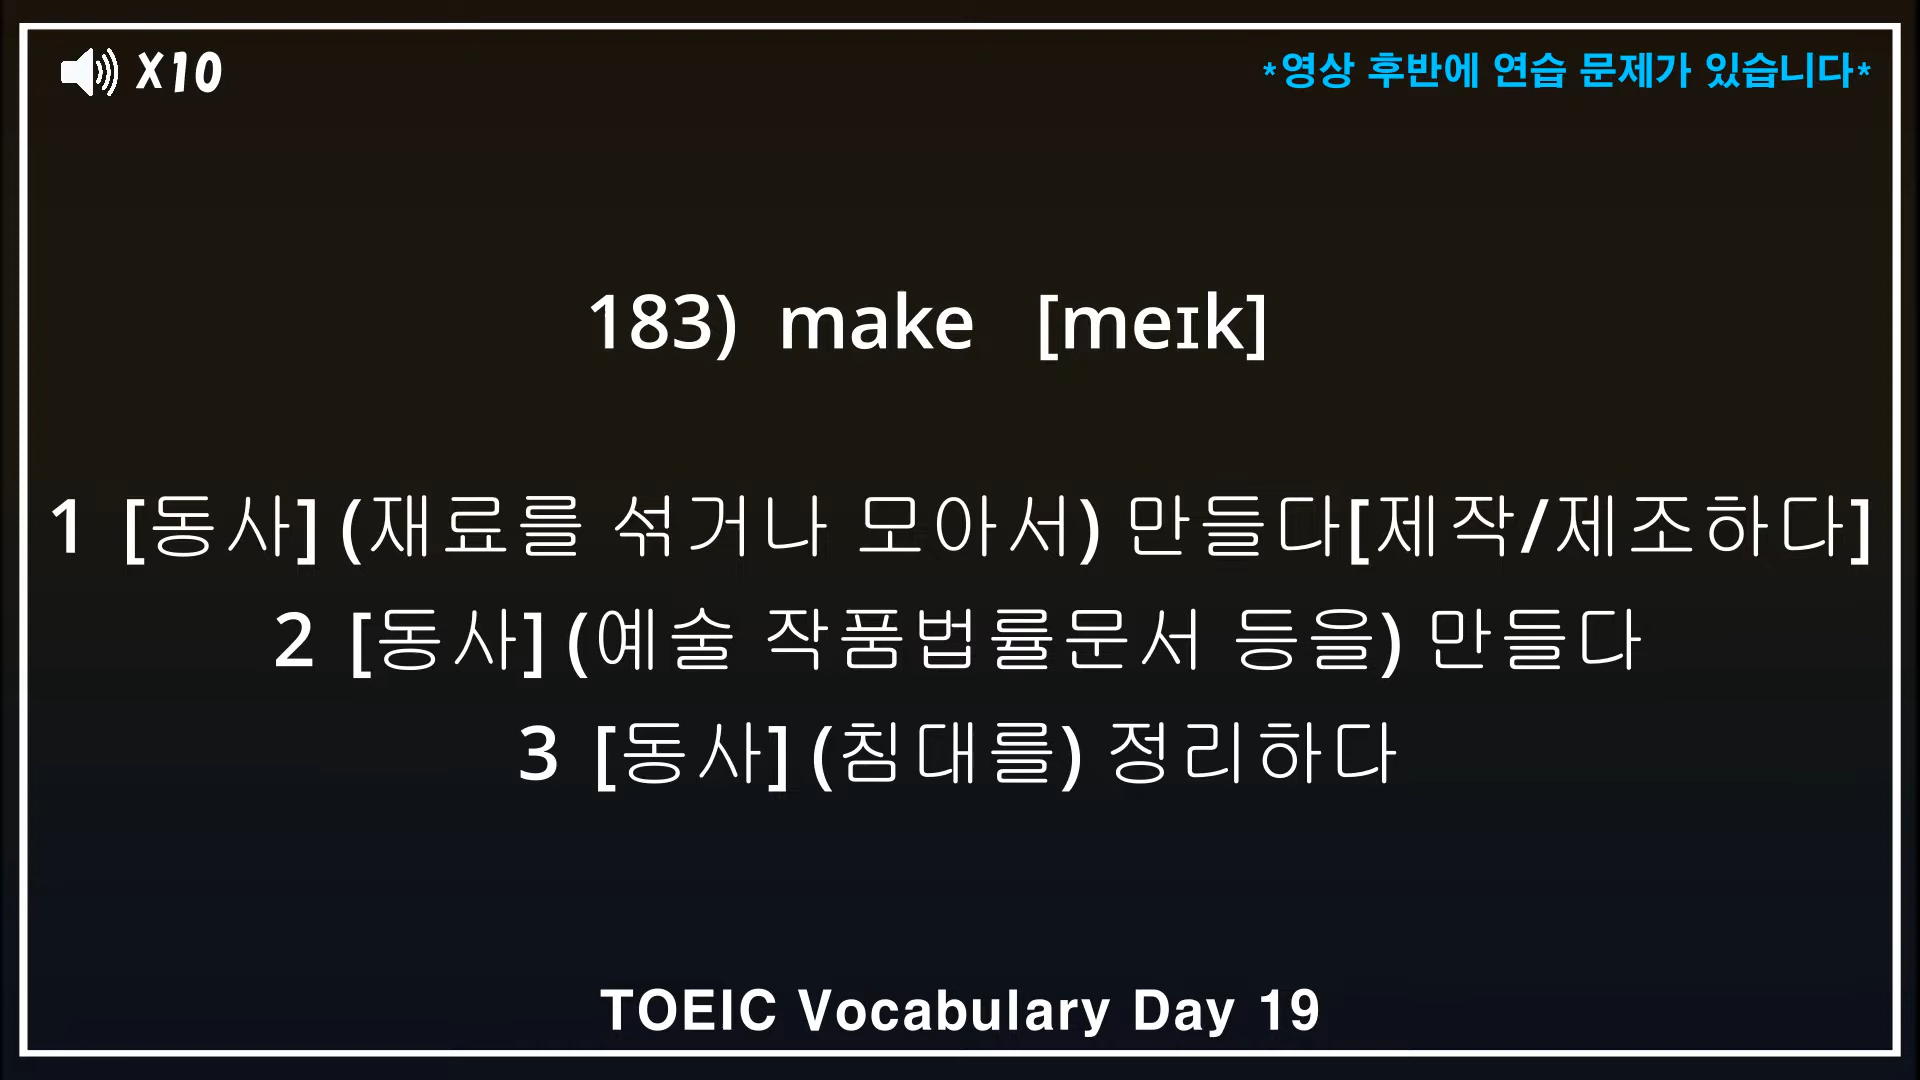 X10
*영상 후반에 연습 문제가 있습니다*
183) make [meɪk]
1 [동사] (재료를 섞거나 모아서) 만들다[제작/제조하다]
2 [동사] (예술 작품법률문서 등을) 만들다
3 [동사] (침대를) 정리하다
TOEIC Vocabulary Day 19